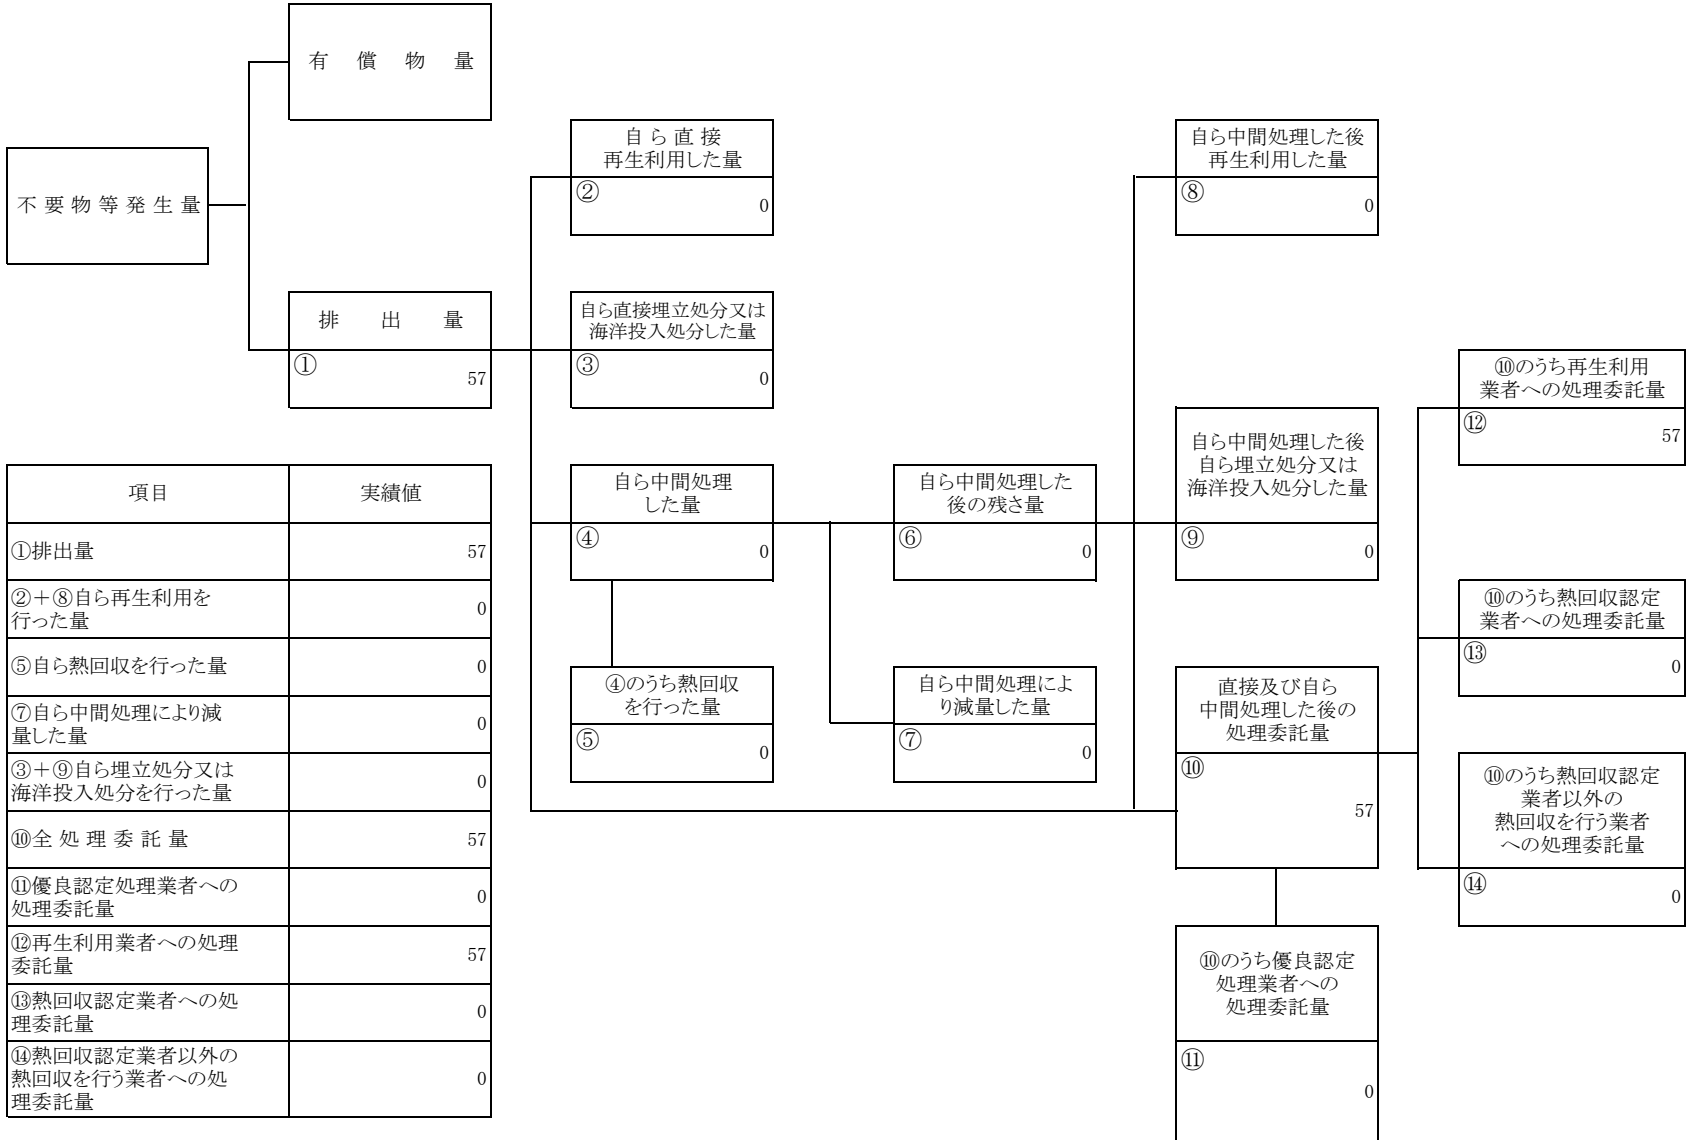 有償物量
不要物等発生量
排出量
①
57
自ら直接
再生利用した量
②
0
自ら直接埋立処分又は
海洋投入処分した量
③
0
自ら中間処理
した量
④
0
④のうち熱回収
を行った量
⑤
0
自ら中間処理した
後の残さ量
⑥
0
自ら中間処理によ
り減量した量
⑦
0
自ら中間処理した後
再生利用した量
⑧
0
自ら中間処理した後
自ら埋立処分又は
海洋投入処分した量
⑨
0
直接及び自ら
中間処理した後の
処理委託量
⑩
57
⑩のうち優良認定
処理業者への
処理委託量
⑪
0
⑩のうち再生利用
業者への処理委託量
⑫
57
⑩のうち熱回収認定
業者への処理委託量
⑬
0
⑩のうち熱回収認定
業者以外の
熱回収を行う業者
への処理委託量
⑭
0
項目 実績値
①排出量 57
②+⑧自ら再生利用を
行った量 0
⑤自ら熱回収を行った量 0
⑦自ら中間処理により減
量した量 0
③+⑨自ら埋立処分又は
海洋投入処分を行った量 0
⑩全処理委託量 57
⑪優良認定処理業者への
処理委託量 0
⑫再生利用業者への処理
委託量 57
⑬熱回収認定業者への処
理委託量 0
⑭熱回収認定業者以外の
熱回収を行う業者への処
理委託量 0